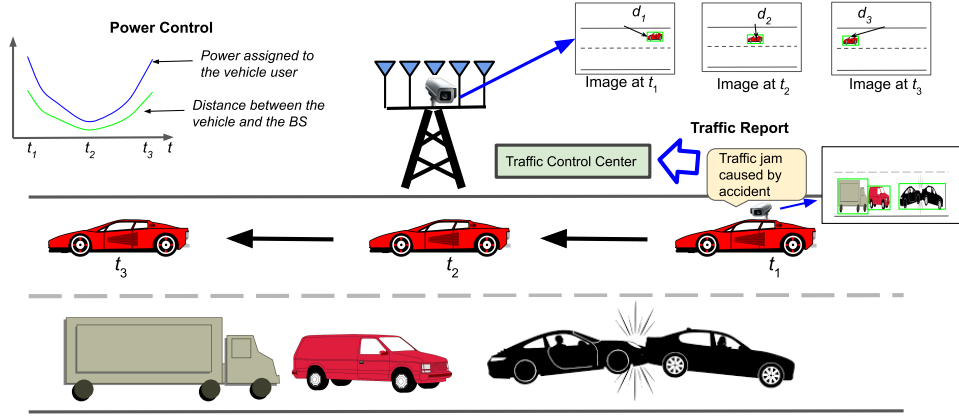 Power Control
Power assigned to
the vehicle user
Distance between the
vehicle and the BS
t1 t2 t3 t
d1
d2
d3
Image at t1
Image at t2
Image at t3
Traffic Report
Traffic Control Center
Traffic jam
caused by
accident
t3
t2
t1